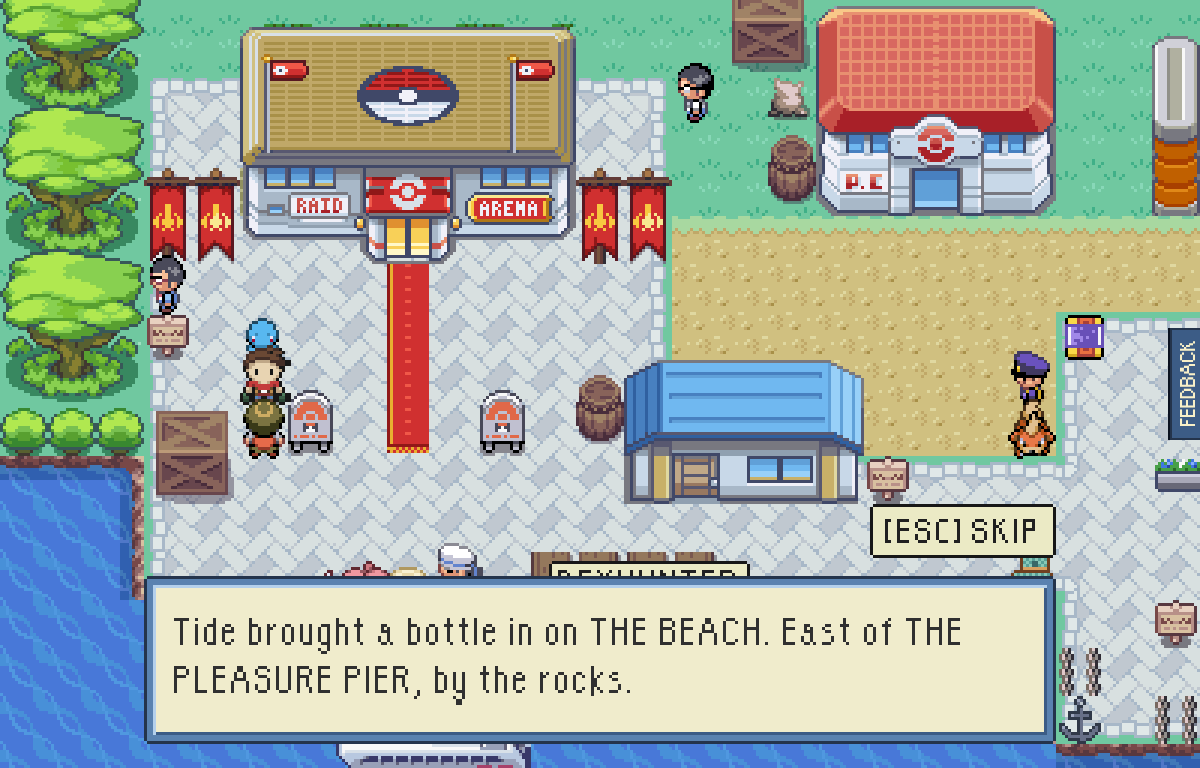 RAID
ARENA
P.C
FEEDBACK
[ESC] SKIP
DEXHUNTER
Tide brought a bottle in on THE BEACH. East of THE
PLEASURE PIER, by the rocks.